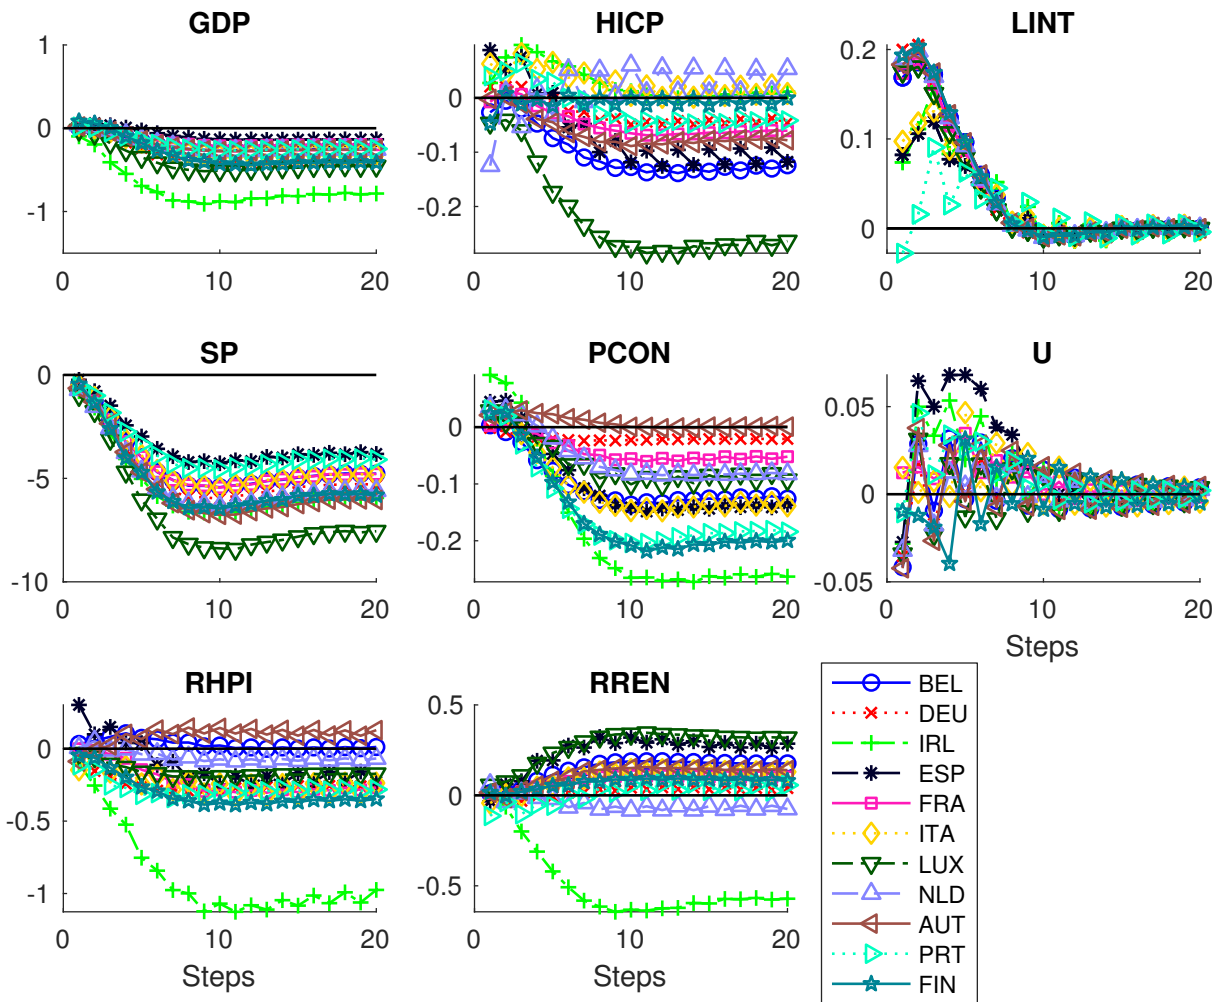 GDP
HICP
LINT
1
0
-1
0
10
20
0
-0.1
-0.2
0
10
20
0.2
0.1
0
0
10
20
SP
PCON
U
0
-5
-10
0
10
20
0
-0.1
-0.2
0
10
20
0.05
0
-0.05
0
10
20
Steps
RHPI
RREN
0
-0.5
-1
0
10
20
Steps
0.5
0
-0.5
0
10
20
Steps
BEL
DEU
IRL
ESP
FRA
ITA
LUX
NLD
AUT
PRT
FIN